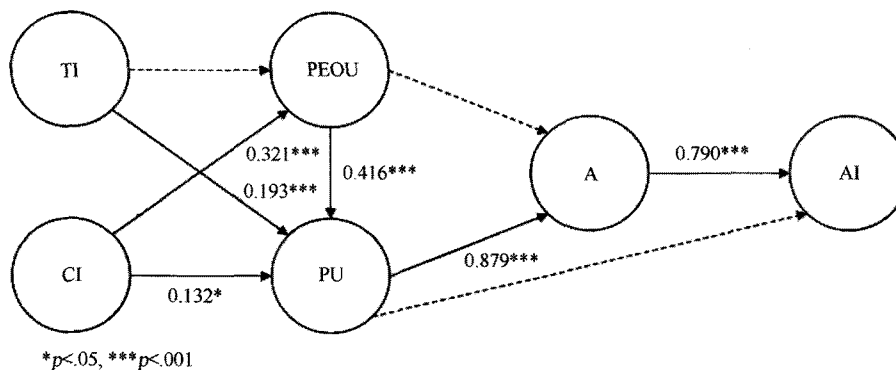 TI
PEOU
0.321***
0.193***
0.416***
A
0.790***
AI
CI
0.132*
PU
0.879***
*p<.05, ***p<.001